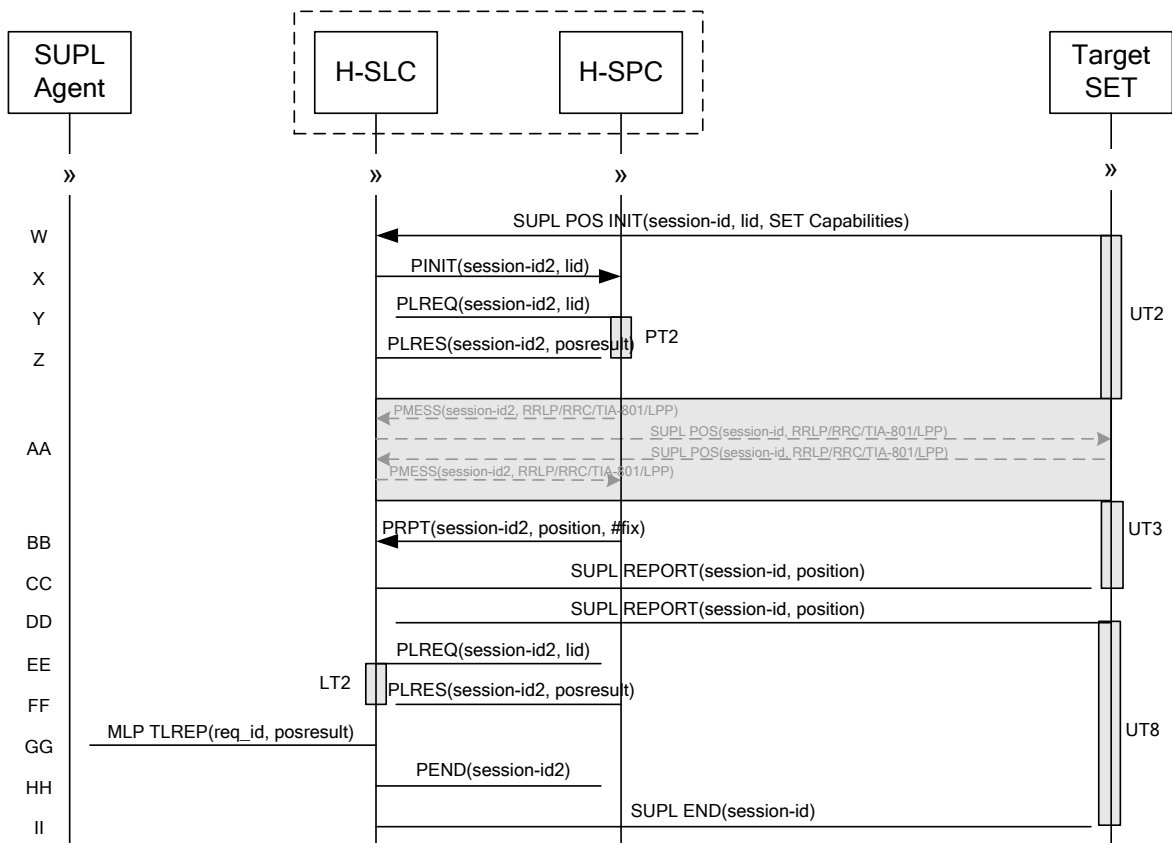 SUPL
Agent
H-SLC
H-SPC
Target
SET
»
»
»
»
W
SUPL POS INIT(session-id, lid, SET Capabilities)
X
PINIT(session-id2, lid)
Y
PLREQ(session-id2, lid)
UT2
PT2
Z
PLRES(session-id2, posresult)
PMESS(session-id2, RRLP/RRC/TIA-801/LPP)
SUPL POS(session-id, RRLP/RRC/TIA-801/LPP)
AA
SUPL POS(session-id, RRLP/RRC/TIA-801/LPP)
PMESS(session-id2, RRLP/RRC/TIA-801/LPP)
BB
PRPT(session-id2, position, #fix)
UT3
CC
SUPL REPORT(session-id, position)
DD
SUPL REPORT(session-id, position)
EE
PLREQ(session-id2, lid)
LT2
FF
PLRES(session-id2, posresult)
UT8
GG
MLP TLREP(req_id, posresult)
HH
PEND(session-id2)
II
SUPL END(session-id)